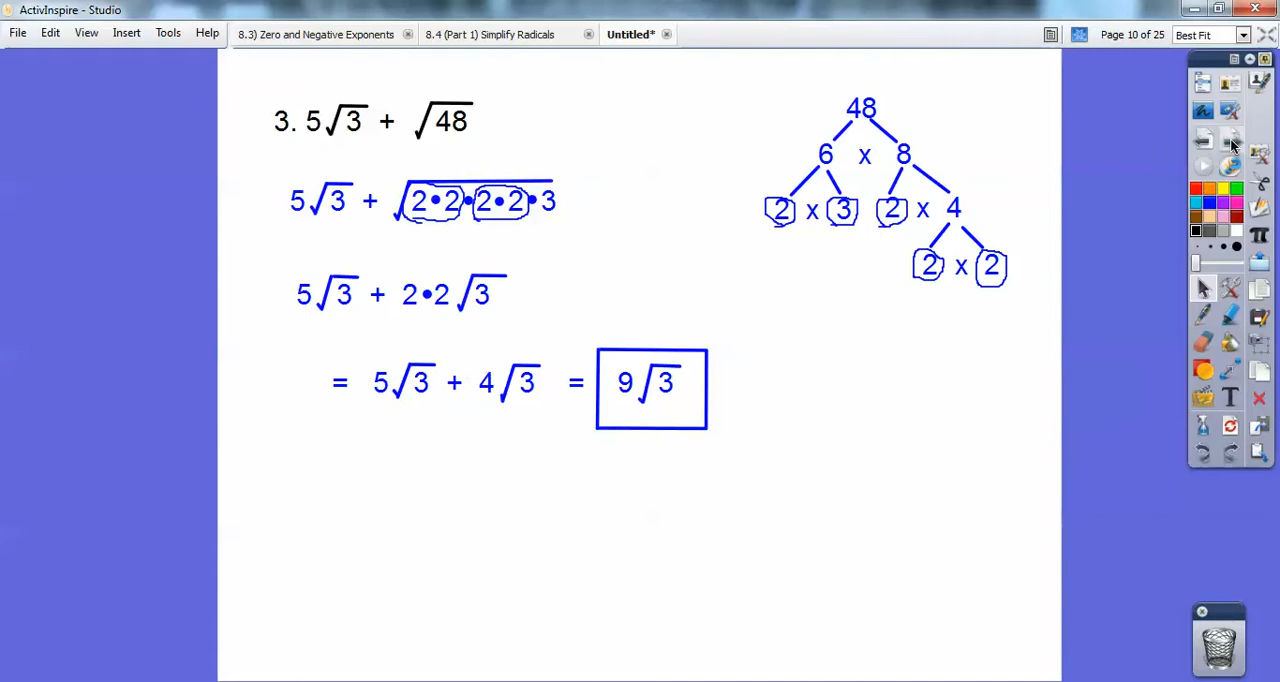 ActivInspire - Studio
File Edit View Insert Tools Help
8.3) Zero and Negative Exponents 8.4 (Part 1) Simplify Radicals Untitled* Page 10 of 25 Best Fit
3. 5√3 + √48
5√3 + √2•2•2•2•3
5√3 + 2•2√3
= 5√3 + 4√3 = 9√3
48
6 x 8
2 x 3 2 x 4
2 x 2